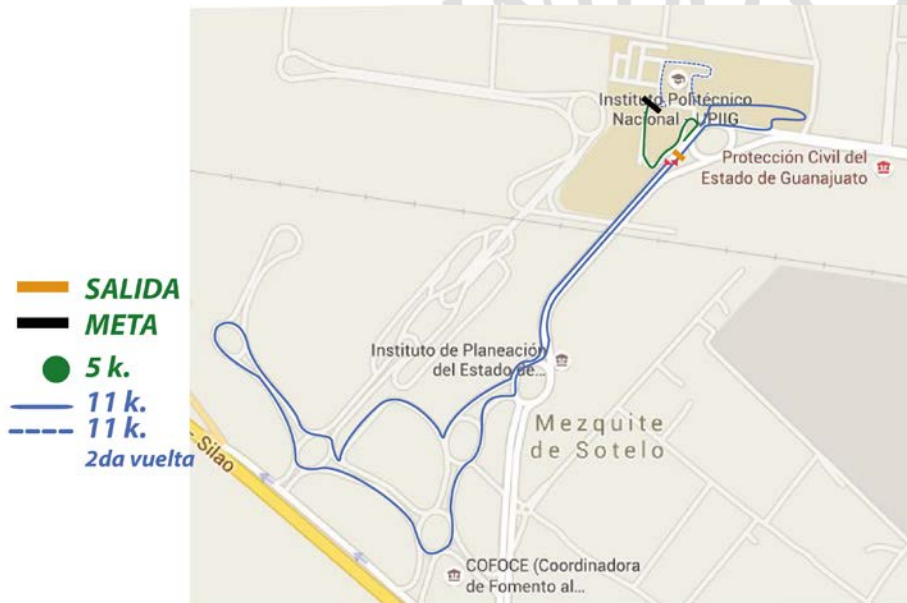 Instituto Politécnico
Nacional - UPIIG
Protección Civil del
Estado de Guanajuato
SALIDA
META
5 k.
11 k.
11 k.
2da vuelta
Instituto de Planeación
del Estado de...
Mezquite
de Sotelo
Silao
COFOCE (Coordinadora
de Fomento al...